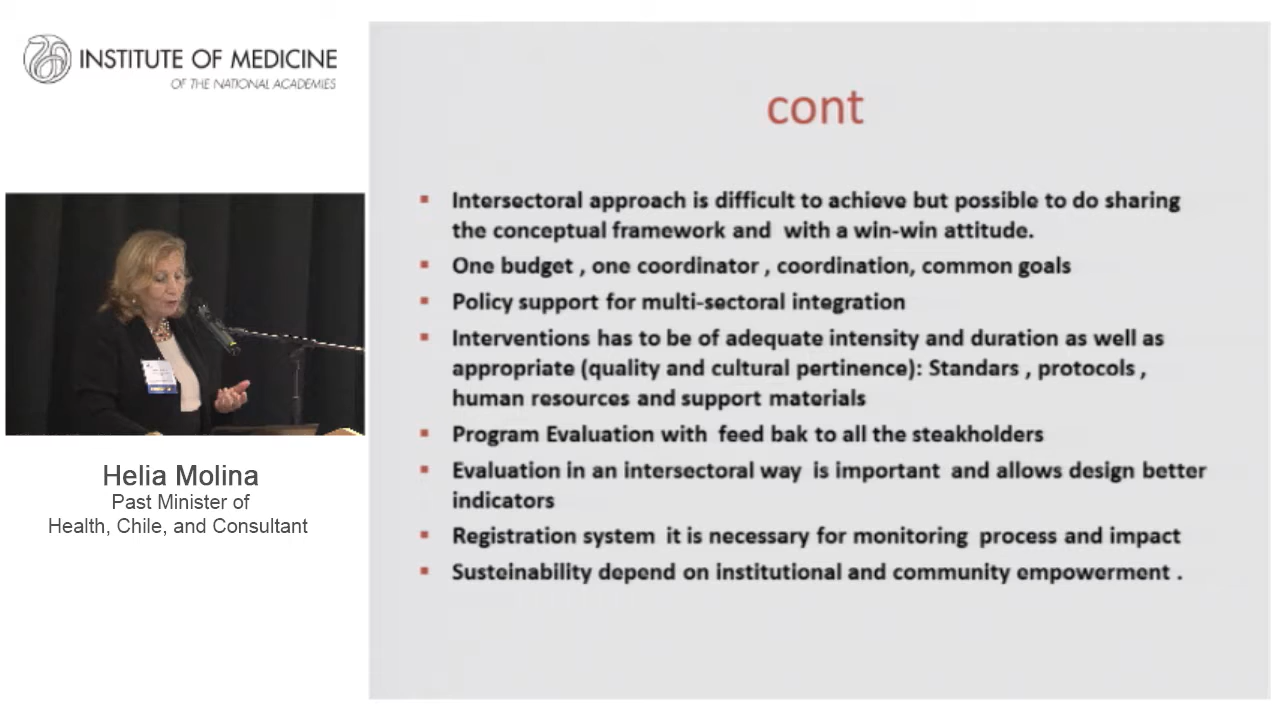 INSTITUTE OF MEDICINE
OF THE NATIONAL ACADEMIES
Helia Molina
Past Minister of
Health, Chile, and Consultant
cont
Intersectoral approach is difficult to achieve but possible to do sharing
the conceptual framework and with a win-win attitude.
One budget , one coordinator , coordination, common goals
Policy support for multi-sectoral integration
Interventions has to be of adequate intensity and duration as well as
appropriate (quality and cultural pertinence): Standars , protocols ,
human resources and support materials
Program Evaluation with feed bak to all the steakholders
Evaluation in an intersectoral way is important and allows design better
indicators
Registration system it is necessary for monitoring process and impact
Susteinability depend on institutional and community empowerment .